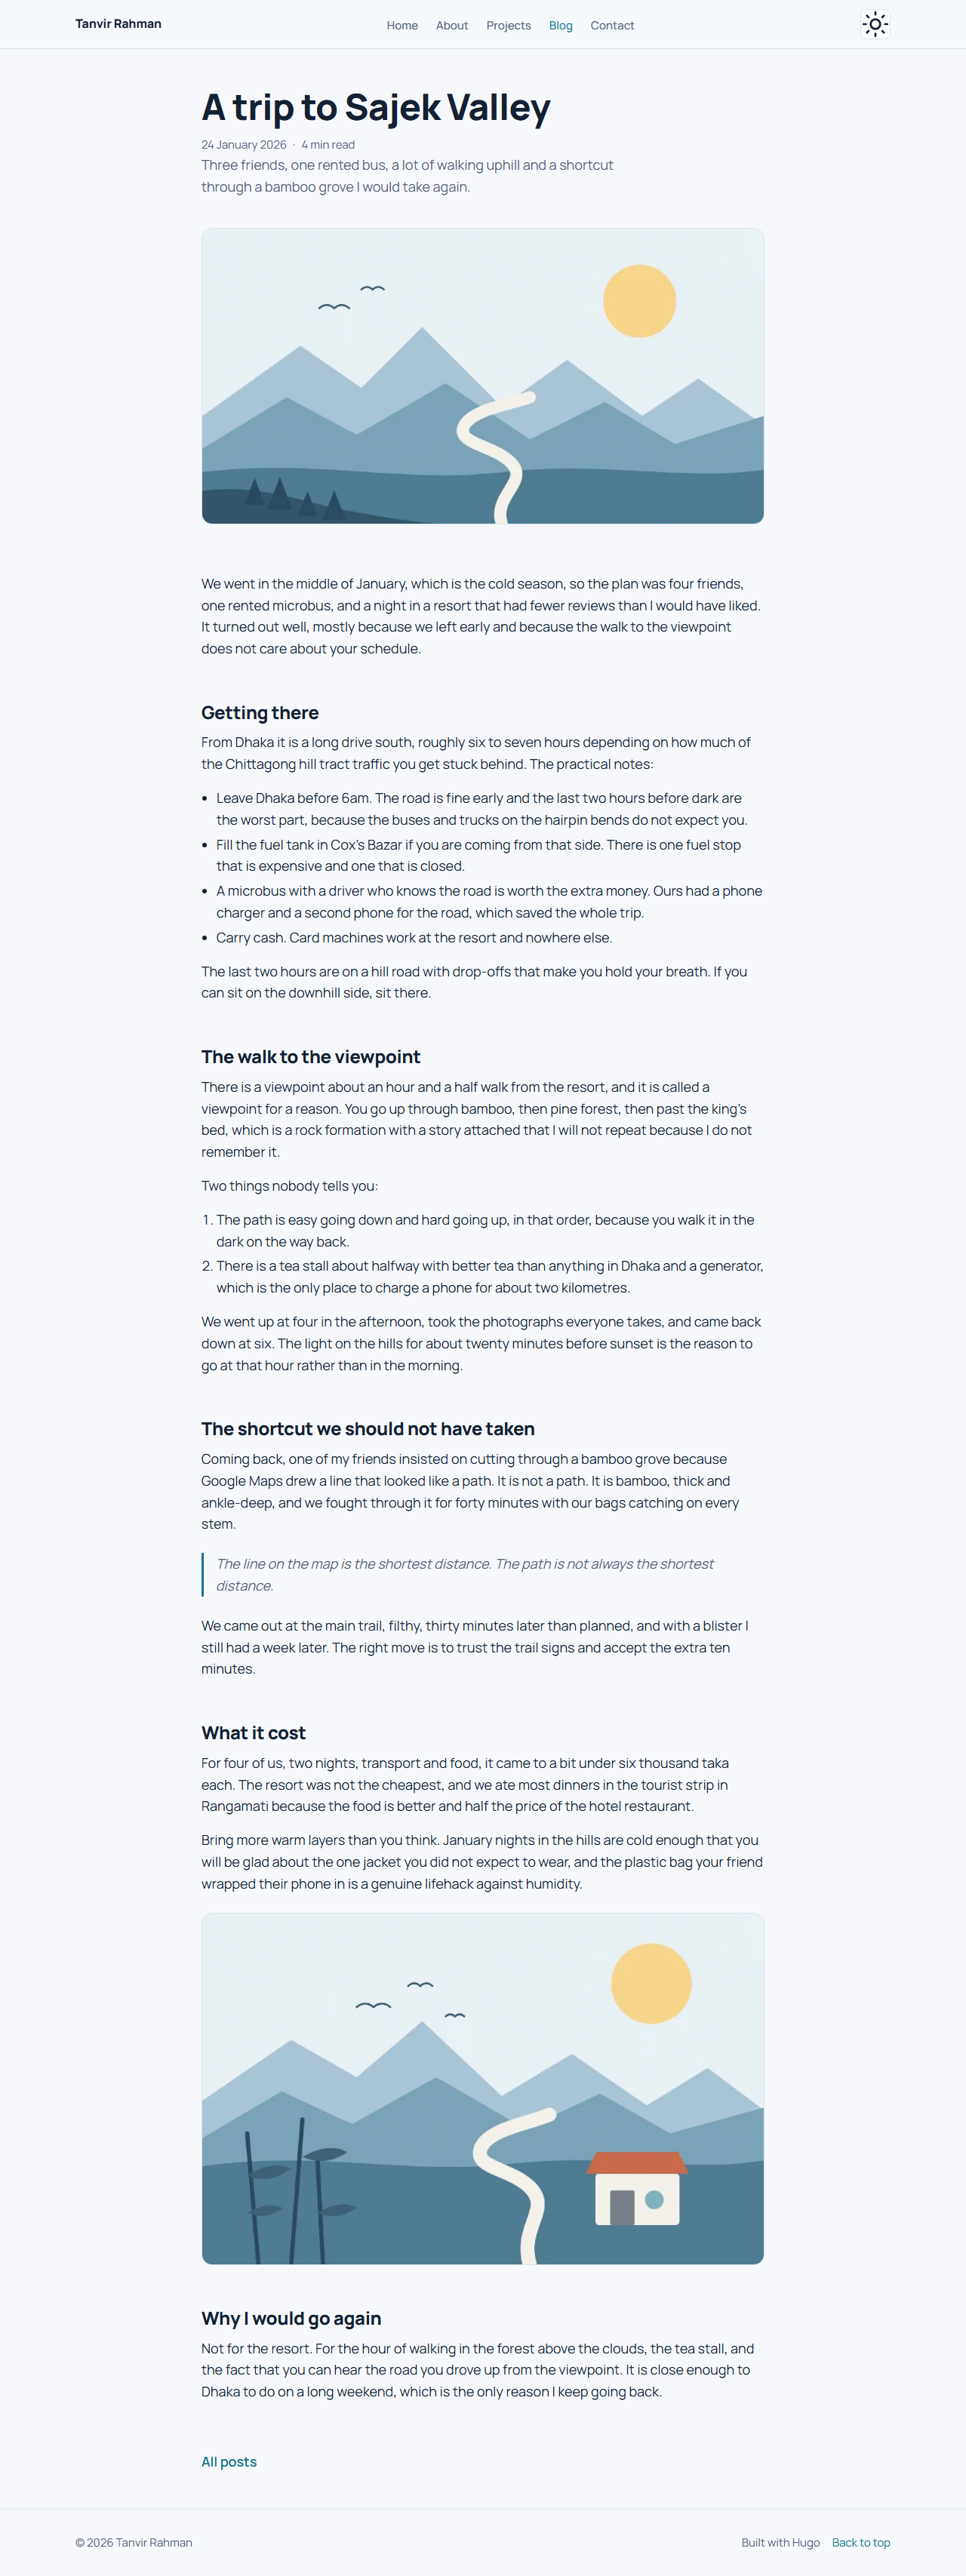 Tanvir Rahman
Home About Projects Blog Contact
A trip to Sajek Valley
24 January 2026 · 4 min read
Three friends, one rented bus, a lot of walking uphill and a shortcut
through a bamboo grove I would take again.
We went in the middle of January, which is the cold season, so the plan was four friends,
one rented microbus, and a night in a resort that had fewer reviews than I would have liked.
It turned out well, mostly because we left early and because the walk to the viewpoint
does not care about your schedule.
Getting there
From Dhaka it is a long drive south, roughly six to seven hours depending on how much of
the Chittagong hill tract traffic you get stuck behind. The practical notes:
• Leave Dhaka before 6am. The road is fine early and the last two hours before dark are
the worst part, because the buses and trucks on the hairpin bends do not expect you.
• Fill the fuel tank in Cox's Bazar if you are coming from that side. There is one fuel stop
that is expensive and one that is closed.
• A microbus with a driver who knows the road is worth the extra money. Ours had a phone
charger and a second phone for the road, which saved the whole trip.
• Carry cash. Card machines work at the resort and nowhere else.
The last two hours are on a hill road with drop-offs that make you hold your breath. If you
can sit on the downhill side, sit there.
The walk to the viewpoint
There is a viewpoint about an hour and a half walk from the resort, and it is called a
viewpoint for a reason. You go up through bamboo, then pine forest, then past the king's
bed, which is a rock formation with a story attached that I will not repeat because I do not
remember it.
Two things nobody tells you:
1. The path is easy going down and hard going up, in that order, because you walk it in the
dark on the way back.
2. There is a tea stall about halfway with better tea than anything in Dhaka and a generator,
which is the only place to charge a phone for about two kilometres.
We went up at four in the afternoon, took the photographs everyone takes, and came back
down at six. The light on the hills for about twenty minutes before sunset is the reason to
go at that hour rather than in the morning.
The shortcut we should not have taken
Coming back, one of my friends insisted on cutting through a bamboo grove because
Google Maps drew a line that looked like a path. It is not a path. It is bamboo, thick and
ankle-deep, and we fought through it for forty minutes with our bags catching on every
stem.
The line on the map is the shortest distance. The path is not always the shortest
distance.
We came out at the main trail, filthy, thirty minutes later than planned, and with a blister I
still had a week later. The right move is to trust the trail signs and accept the extra ten
minutes.
What it cost
For four of us, two nights, transport and food, it came to a bit under six thousand taka
each. The resort was not the cheapest, and we ate most dinners in the tourist strip in
Rangamati because the food is better and half the price of the hotel restaurant.
Bring more warm layers than you think. January nights in the hills are cold enough that you
will be glad about the one jacket you did not expect to wear, and the plastic bag your friend
wrapped their phone in is a genuine lifehack against humidity.
Why I would go again
Not for the resort. For the hour of walking in the forest above the clouds, the tea stall, and
the fact that you can hear the road you drove up from the viewpoint. It is close enough to
Dhaka to do on a long weekend, which is the only reason I keep going back.
All posts
© 2026 Tanvir Rahman
Built with Hugo Back to top